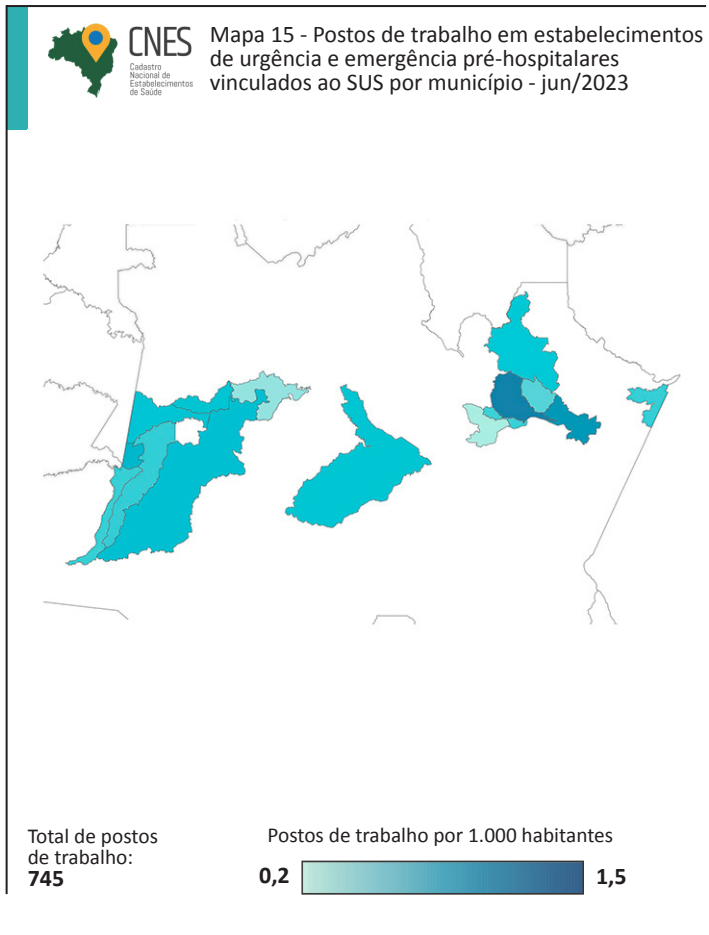 CNES
Cadastro
Nacional de
Estabelecimentos
de Saúde
Mapa 15 - Postos de trabalho em estabelecimentos
de urgência e emergência pré-hospitalares
vinculados ao SUS por município - jun/2023
Total de postos
de trabalho:
745
Postos de trabalho por 1.000 habitantes
0,2
1,5